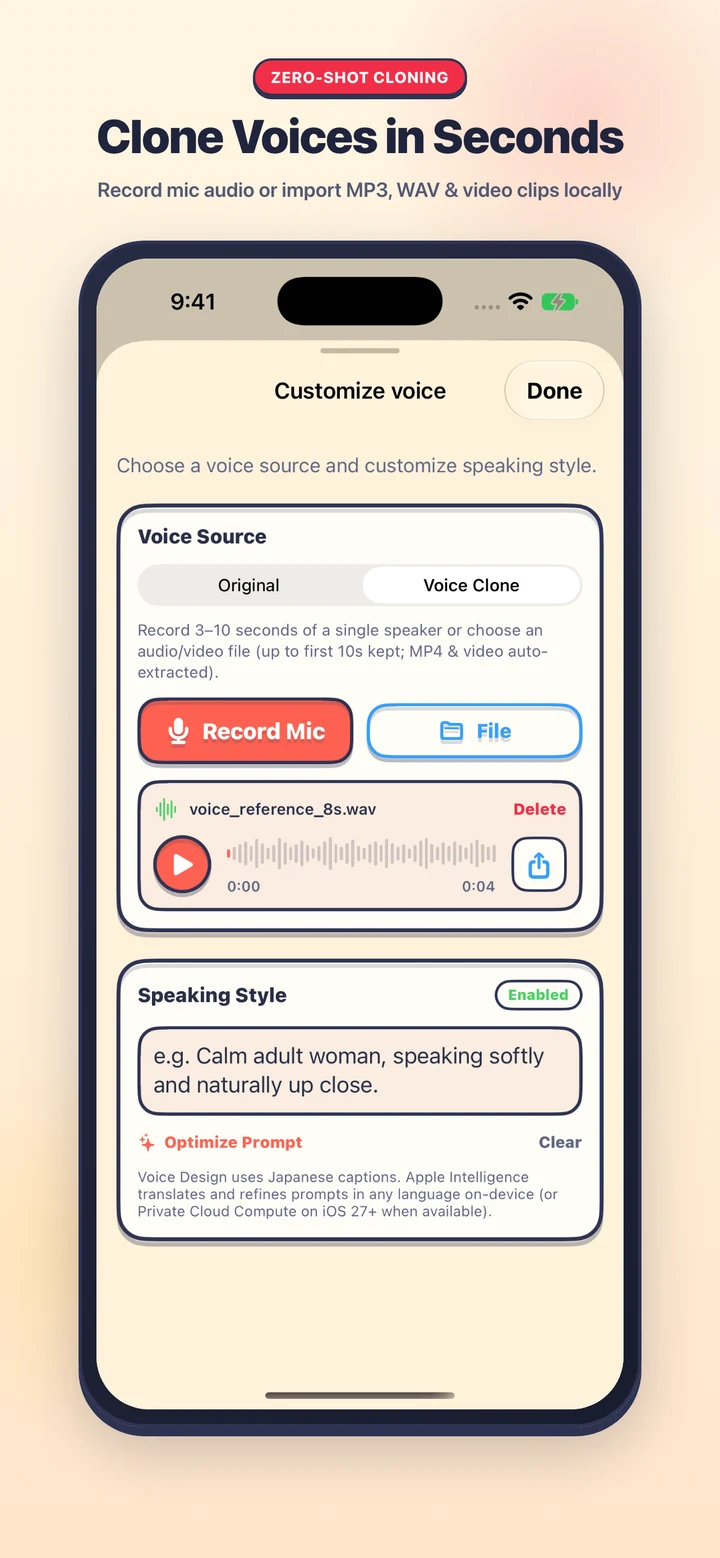 ZERO-SHOT CLONING
Clone Voices in Seconds
Record mic audio or import MP3, WAV & video clips locally
9:41
Customize voice
Done
Choose a voice source and customize speaking style.
Voice Source
Original
Voice Clone
Record 3–10 seconds of a single speaker or choose an
audio/video file (up to first 10s kept; MP4 & video auto-
extracted).
Record Mic
File
voice_reference_8s.wav
Delete
0:00
0:04
Speaking Style
Enabled
e.g. Calm adult woman, speaking softly
and naturally up close.
Optimize Prompt
Clear
Voice Design uses Japanese captions. Apple Intelligence
translates and refines prompts in any language on-device (or
Private Cloud Compute on iOS 27+ when available).